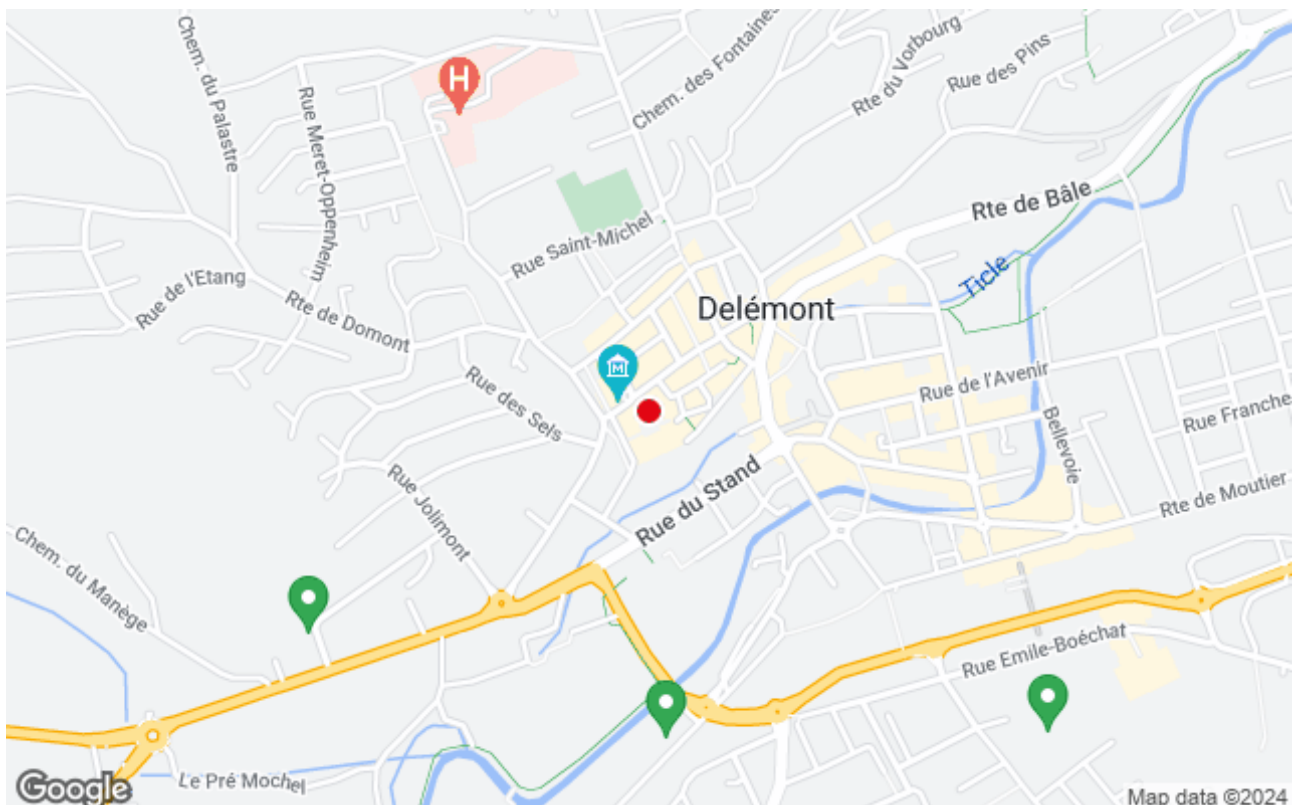 Chem. du Palastre
Rue Meret-Oppenheim
H
Chem. des Fontaines
Rte du Vorbourg
Rue des Pins
Rte de Bâle
Rue Saint-Michel
Ticle
Rue de l'Etang
Rte de Domont
Delémont
M
Rue des Sels
Rue de l'Avenir
Bellevoie
Rue Franche
Rue Jolimont
Rue du Stand
Rte de Moutier
Chem. du Manège
Rue Emile-Boéchat
Le Pré Mochel
Google
Map data ©2024